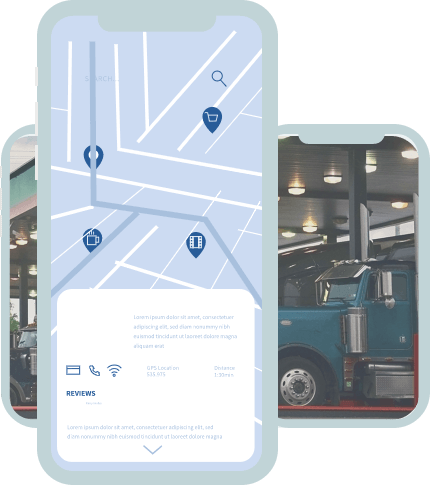 SEARCH...
Lorem ipsum dolor sit amet, consectetuer
adipiscing elit, sed diam nonummy nibh
euismod tincidunt ut laoreet dolore magna
aliquam erat
GPS Location
Distance
REVIEWS
Lorem ipsum dolor sit amet, consectetuer adipiscing elit, sed
diam nonummy nibh euismod tincidunt ut laoreet dolore magna